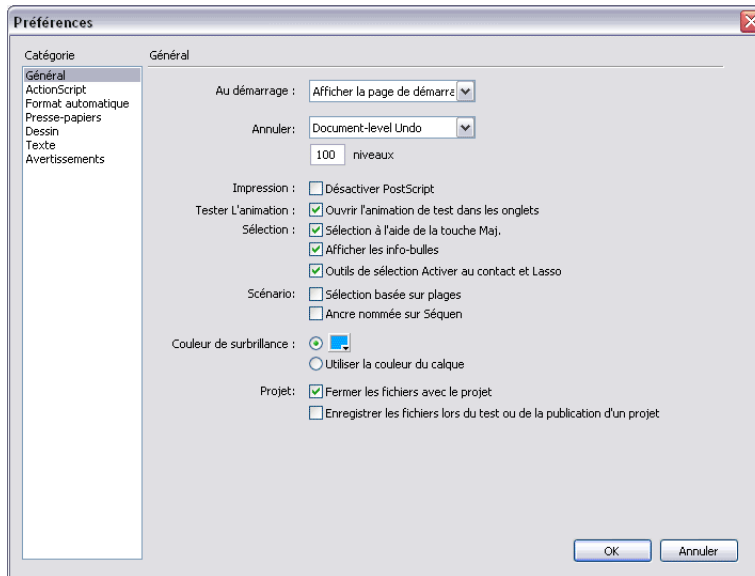 Préférences
Catégorie
Général
Général
ActionScript
Format automatique
Presse-papiers
Dessin
Texte
Avertissements
Au démarrage : Afficher la page de démarra
Annuler: Document-level Undo
100 niveaux
Impression : Désactiver PostScript
Tester L'animation : Ouvrir l'animation de test dans les onglets
Sélection : Sélection à l'aide de la touche Maj.
Afficher les info-bulles
Outils de sélection Activer au contact et Lasso
Scénario: Sélection basée sur plages
Ancre nommée sur Séquen
Couleur de surbrillance :
Utiliser la couleur du calque
Projet: Fermer les fichiers avec le projet
Enregistrer les fichiers lors du test ou de la publication d'un projet
OK Annuler